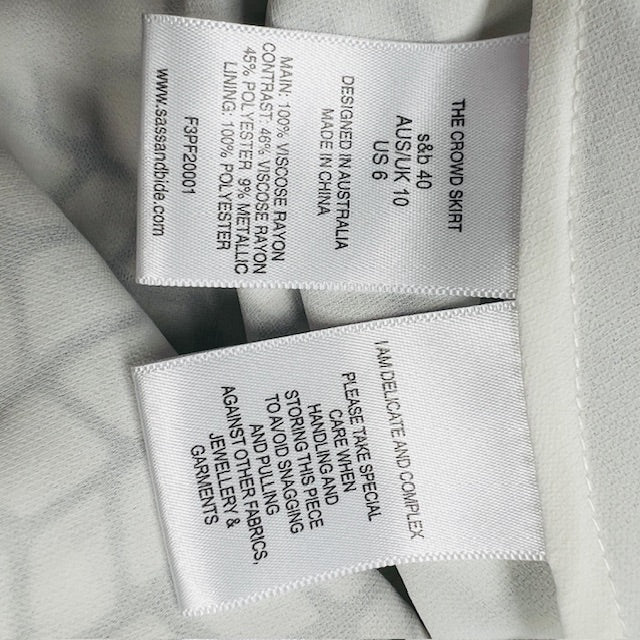 THE CROWD SKIRT
s&b 40
AUS/UK 10
US 6
DESIGNED IN AUSTRALIA
MADE IN CHINA
MAIN: 100% VISCOSE RAYON
CONTRAST: 46% VISCOSE RAYON
45% POLYESTER 9% METALLIC
LINING: 100% POLYESTER
F3PF20001
www.sassandbide.com
I AM DELICATE AND COMPLEX
PLEASE TAKE SPECIAL
CARE WHEN
HANDLING AND
STORING THIS PIECE
TO AVOID SNAGGING
AND PULLING
AGAINST OTHER FABRICS,
JEWELLERY &
GARMENTS